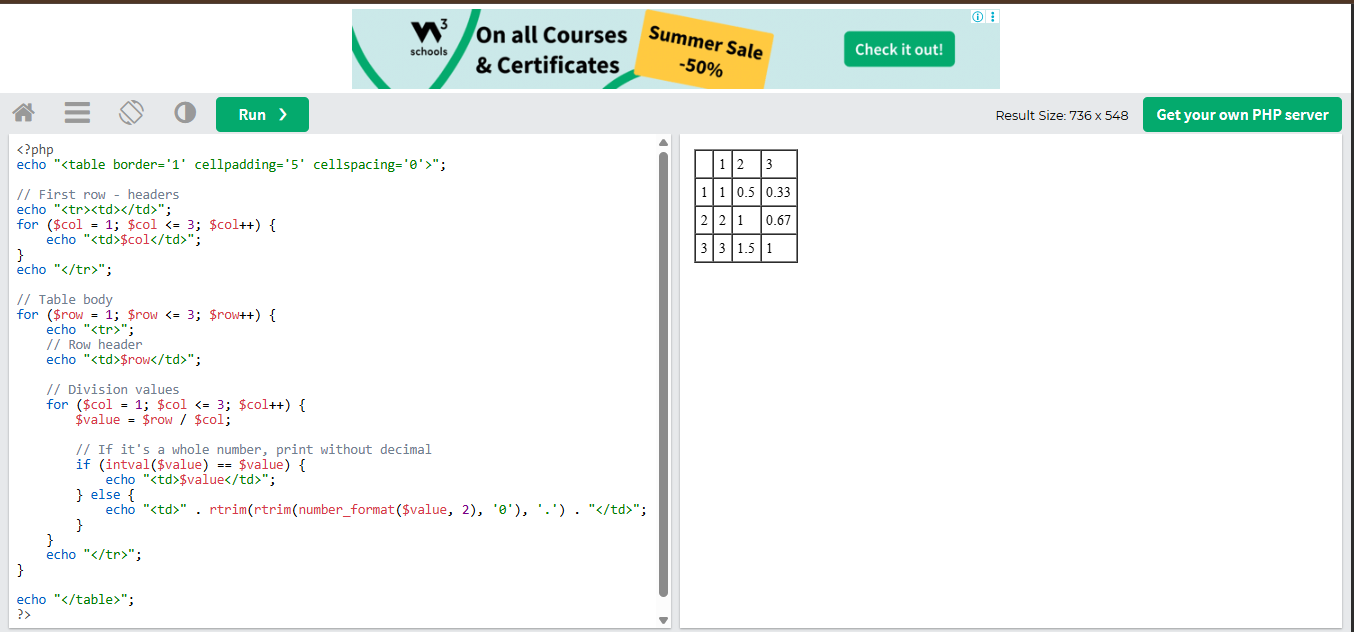 W3 schools
On all Courses
& Certificates
Summer Sale
-50%
Check it out!
Run ❯
Result Size: 736 x 548
Get your own PHP server
<?php
echo "<table border='1' cellpadding='5' cellspacing='0'>";

// First row - headers
echo "<tr><td></td>";
for ($col = 1; $col <= 3; $col++) {
    echo "<td>$col</td>";
}
echo "</tr>";

// Table body
for ($row = 1; $row <= 3; $row++) {
    echo "<tr>";
    // Row header
    echo "<td>$row</td>";

    // Division values
    for ($col = 1; $col <= 3; $col++) {
        $value = $row / $col;

        // If it's a whole number, print without decimal
        if (intval($value) == $value) {
            echo "<td>$value</td>";
        } else {
            echo "<td>" . rtrim(rtrim(number_format($value, 2), '0'), '.') . "</td>";
        }
    }
    echo "</tr>";
}

echo "</table>";
?>
1 2 3
1 1 0.5 0.33
2 2 1 0.67
3 3 1.5 1